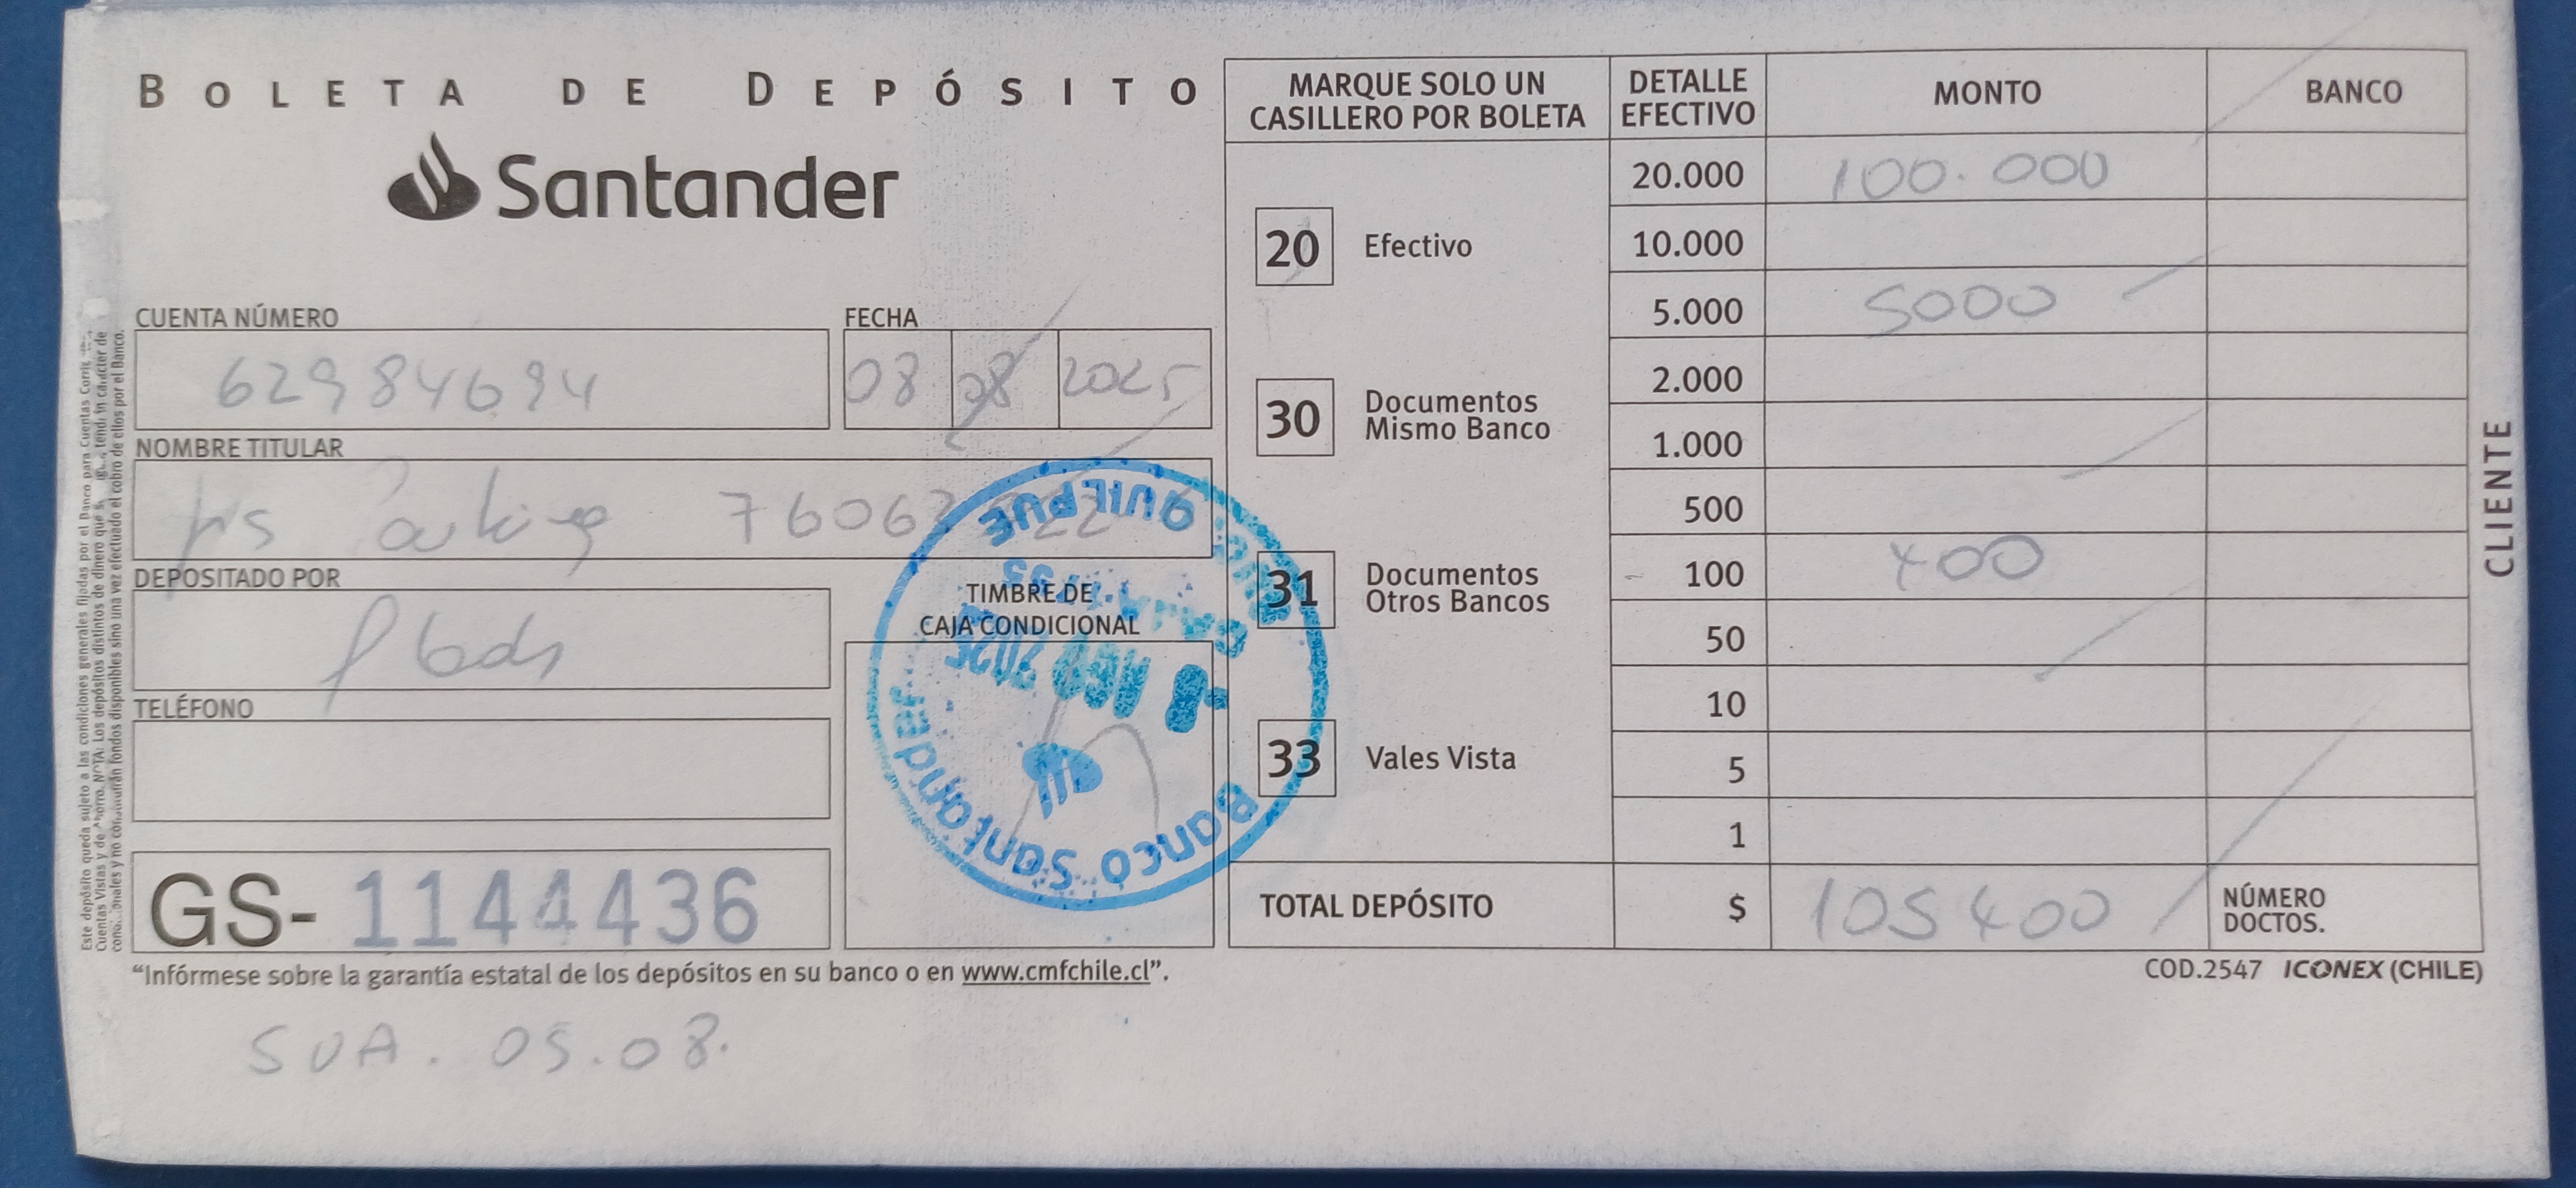 BOLETA DE DEPÓSITO
Santander
CUENTA NÚMERO
62984694
FECHA
08 08 2025
NOMBRE TITULAR
DEPOSITADO POR
TELÉFONO
TIMBRE DE
CAJA CONDICIONAL
QUILPUE
Banco Santander
GS-1144436
"Infórmese sobre la garantía estatal de los depósitos en su banco o en www.cmfchile.cl".
SUA. 05.08.
MARQUE SOLO UN
CASILLERO POR BOLETA
20 Efectivo
30 Documentos
Mismo Banco
31 Documentos
Otros Bancos
33 Vales Vista
DETALLE
EFECTIVO
MONTO
BANCO
20.000 100.000
10.000
5.000 5000
2.000
1.000
500
100 400
50
10
5
1
TOTAL DEPÓSITO $ 105400
NÚMERO
DOCTOS.
COD.2547 ICONEX (CHILE)
CLIENTE